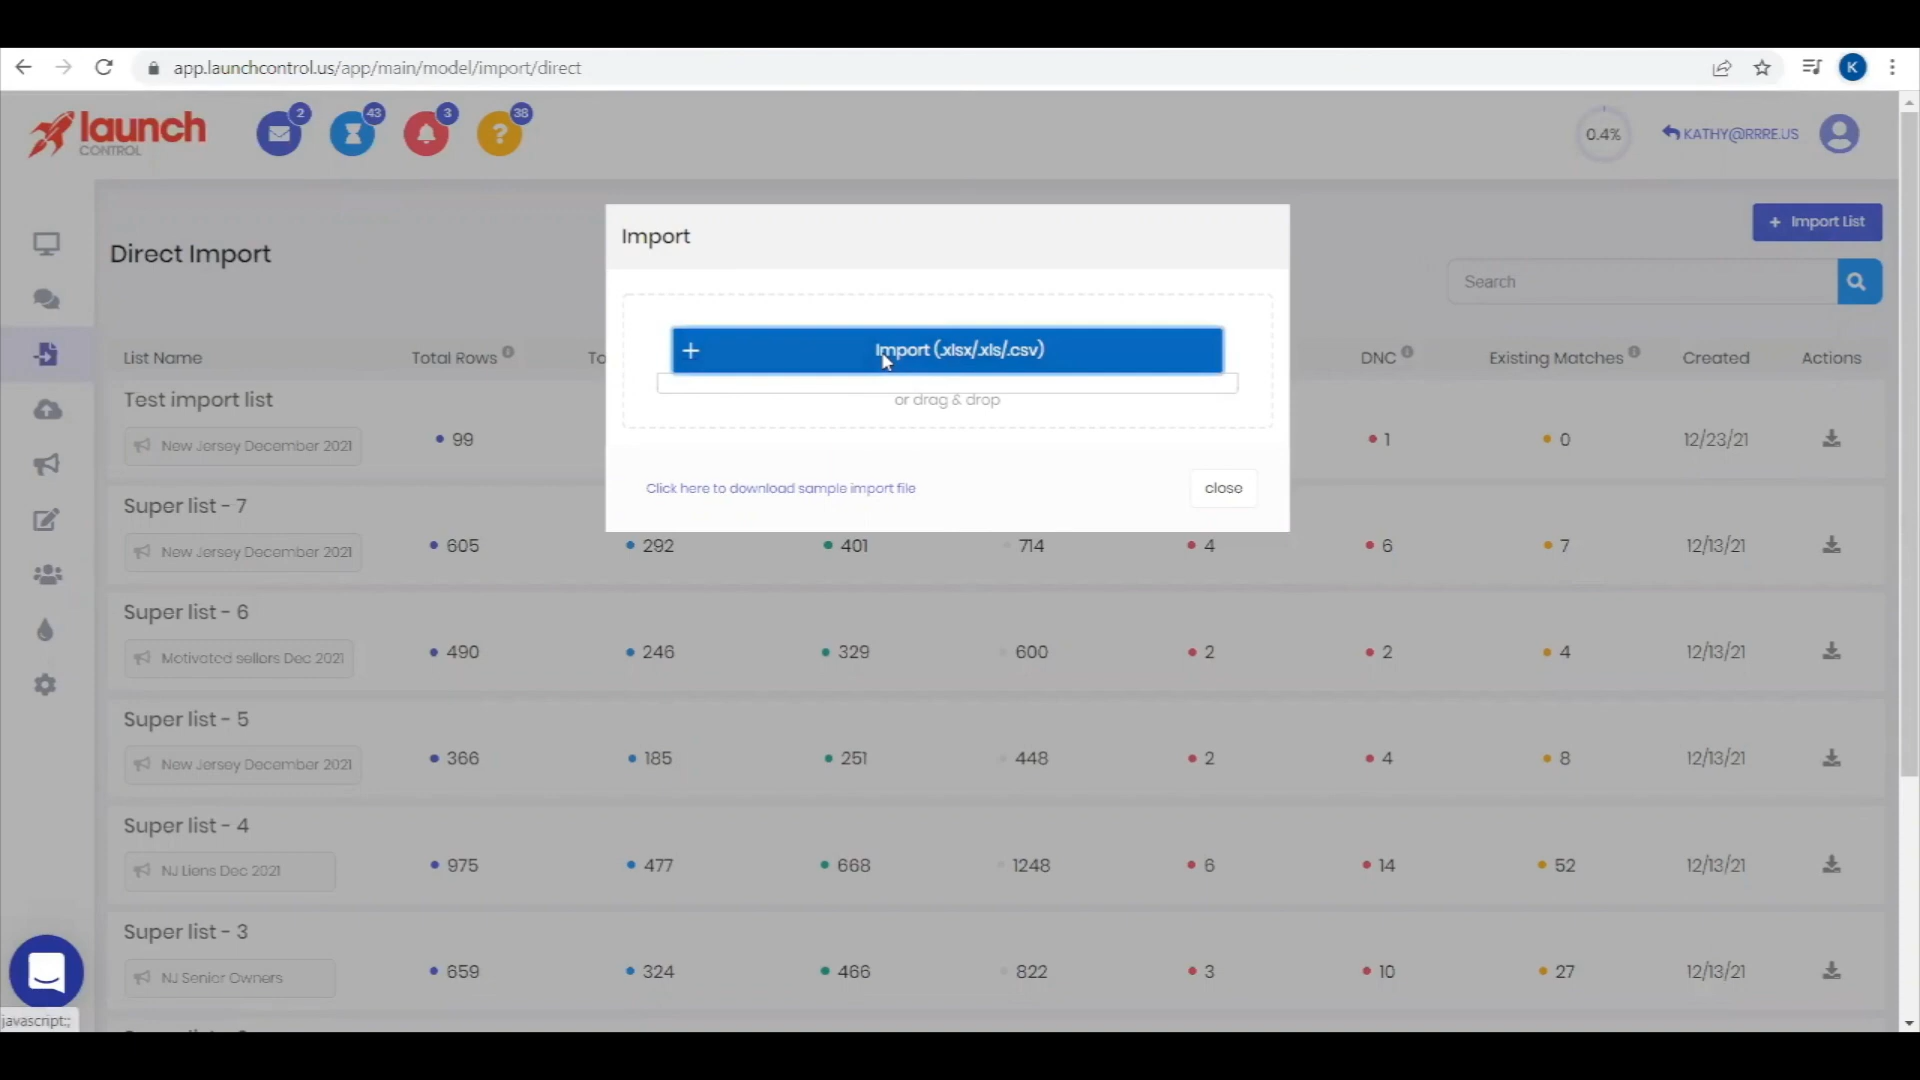 app.launchcontrol.us/app/main/model/import/direct
K
launch
CONTROL
2
43
3
38
?
0.4%
KATHY@RRRE.US
Import
+ Import List
Direct Import
Search
+ Import (.xlsx/.xls/.csv)
or drag & drop
Click here to download sample import file
close
List Name Total Rows To DNC Existing Matches Created Actions
Test import list
New Jersey December 2021 99 1 0 12/23/21
Super list - 7
New Jersey December 2021 605 292 401 714 4 6 7 12/13/21
Super list - 6
Motivated sellers Dec 2021 490 246 329 600 2 2 4 12/13/21
Super list - 5
New Jersey December 2021 366 185 251 448 2 4 8 12/13/21
Super list - 4
NJ Liens Dec 2021 975 477 668 1248 6 14 52 12/13/21
Super list - 3
NJ Senior Owners 659 324 466 822 3 10 27 12/13/21
javascript:;